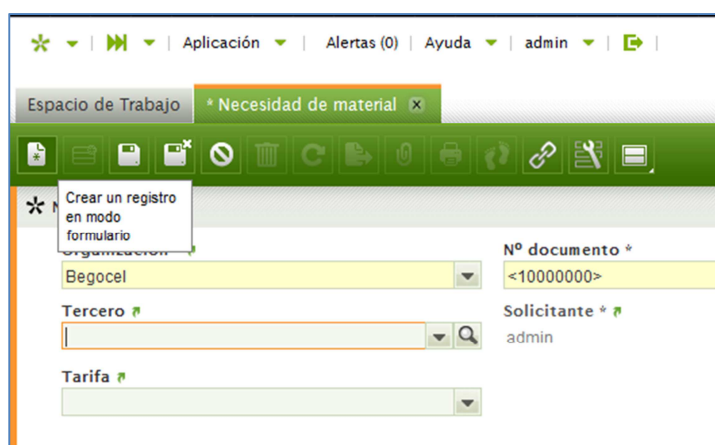 Aplicación | Alertas (0) | Ayuda | admin |
Espacio de Trabajo * Necesidad de material
Crear un registro
en modo
formulario
Nº documento *
Begocel <10000000>
Tercero Solicitante *
admin
Tarifa